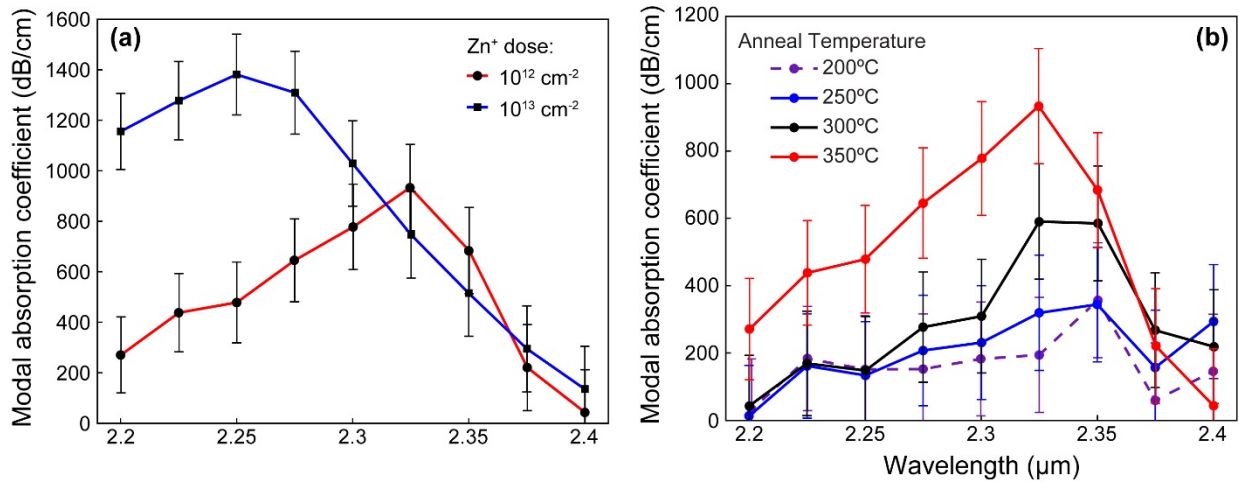 (a)
Zn⁺ dose:
10¹² cm⁻²
10¹³ cm⁻²
Modal absorption coefficient (dB/cm)
1600
1400
1200
1000
800
600
400
200
0
2.2
2.25
2.3
2.35
2.4
(b)
Anneal Temperature
200ºC
250ºC
300ºC
350ºC
Modal absorption coefficient (dB/cm)
1200
1000
800
600
400
200
0
2.2
2.25
2.3
2.35
2.4
Wavelength (µm)